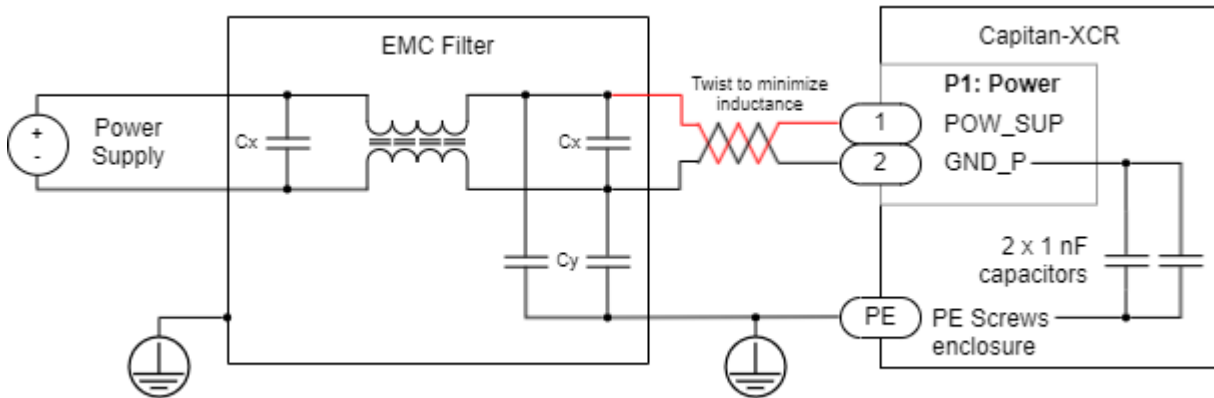 EMC Filter
Capitan-XCR
P1: Power
Twist to minimize
inductance
+
-
Power
Supply
Cx
Cx
1
POW_SUP
2
GND_P
Cy
2 x 1 nF
capacitors
PE
PE Screws
enclosure